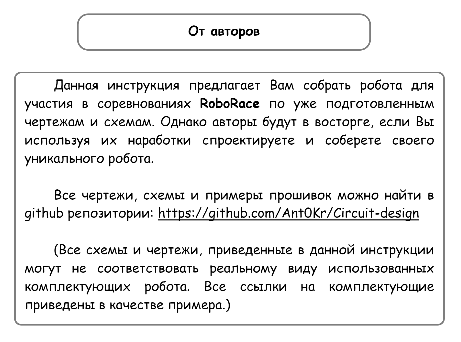 От авторов
Данная инструкция предлагает Вам собрать робота для
участия в соревнованиях RoboRace по уже подготовленным
чертежам и схемам. Однако авторы будут в восторге, если Вы
используя их наработки спроектируете и соберете своего
уникального робота.
Все чертежи, схемы и примеры прошивок можно найти в
github репозитории: https://github.com/Ant0Kr/Circuit-design
(Все схемы и чертежи, приведенные в данной инструкции
могут не соответствовать реальному виду использованных
комплектующих робота. Все ссылки на комплектующие
приведены в качестве примера.)